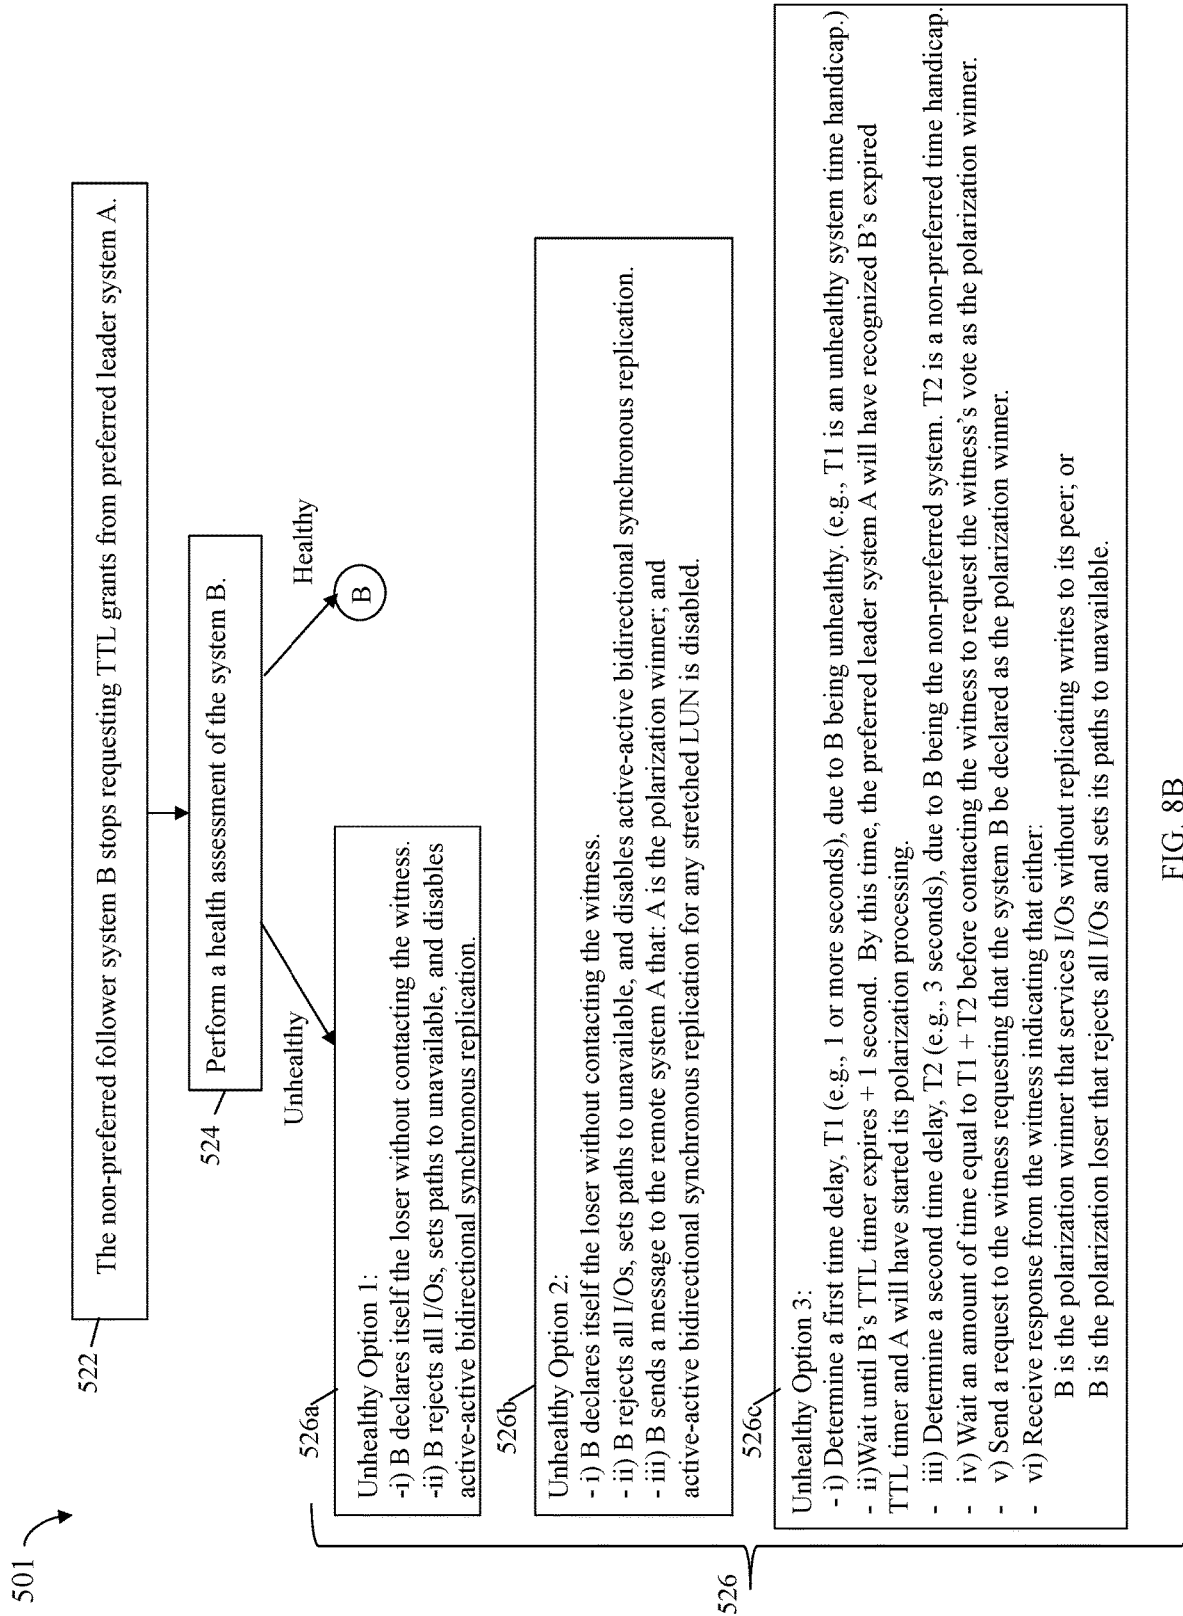 501
522
The non-preferred follower system B stops requesting TTL grants from preferred leader system A.
524
Perform a health assessment of the system B.
Unhealthy
Healthy
B
526
526a
Unhealthy Option 1:
-i) B declares itself the loser without contacting the witness.
-ii) B rejects all I/Os, sets paths to unavailable, and disables
active-active bidirectional synchronous replication.
526b
Unhealthy Option 2:
- i) B declares itself the loser without contacting the witness.
- ii) B rejects all I/Os, sets paths to unavailable, and disables active-active bidirectional synchronous replication.
- iii) B sends a message to the remote system A that: A is the polarization winner; and
active-active bidirectional synchronous replication for any stretched LUN is disabled.
526c
Unhealthy Option 3:
- i) Determine a first time delay, T1 (e.g., 1 or more seconds), due to B being unhealthy. (e.g., T1 is an unhealthy system time handicap.)
- ii)Wait until B's TTL timer expires + 1 second. By this time, the preferred leader system A will have recognized B's expired
TTL timer and A will have started its polarization processing.
- iii) Determine a second time delay, T2 (e.g., 3 seconds), due to B being the non-preferred system. T2 is a non-preferred time handicap.
- iv) Wait an amount of time equal to T1 + T2 before contacting the witness to request the witness's vote as the polarization winner.
- v) Send a request to the witness requesting that the system B be declared as the polarization winner.
- vi) Receive response from the witness indicating that either:
B is the polarization winner that services I/Os without replicating writes to its peer; or
B is the polarization loser that rejects all I/Os and sets its paths to unavailable.
FIG. 8B